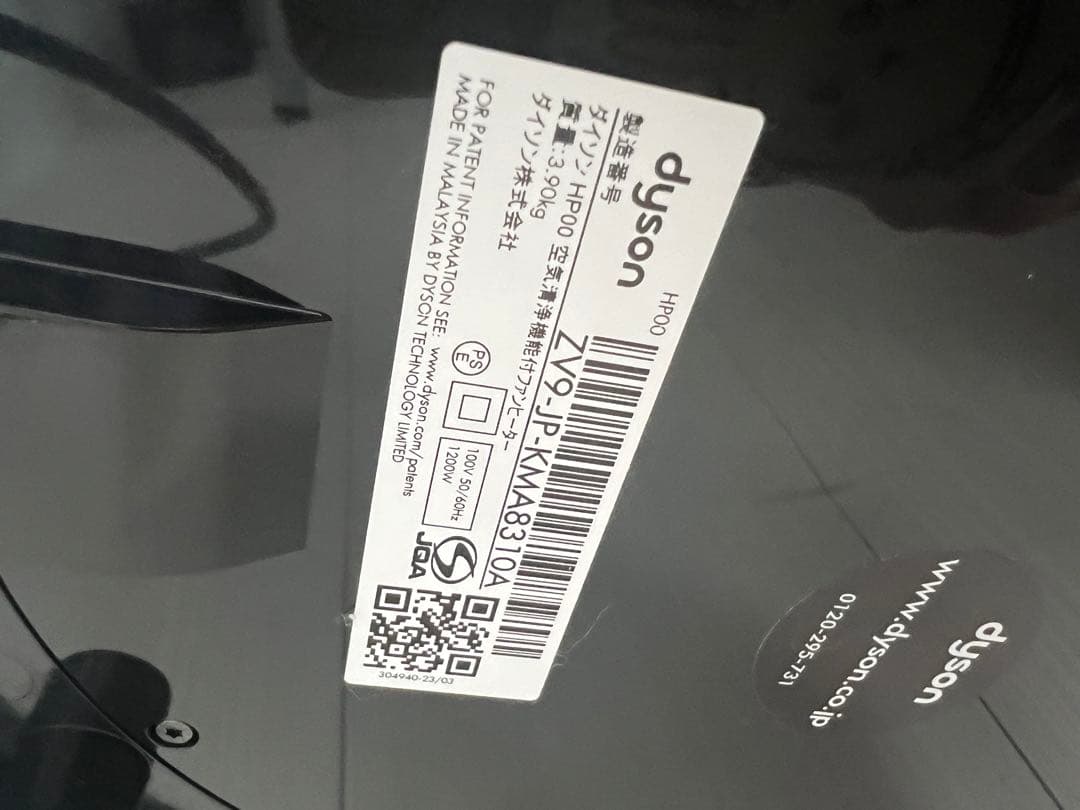 dyson
HP00
製造番号
ZV9-JP-KMA8310A
ダイソン HP00 空気清浄機能付ファンヒーター
質量:3.90kg
ダイソン株式会社
PS
E
100V 50/60Hz
1200W
JQA
FOR PATENT INFORMATION SEE: www.dyson.com/patents
MADE IN MALAYSIA BY DYSON TECHNOLOGY LIMITED
304940-23/03
dyson
www.dyson.co.jp
0120-295-731